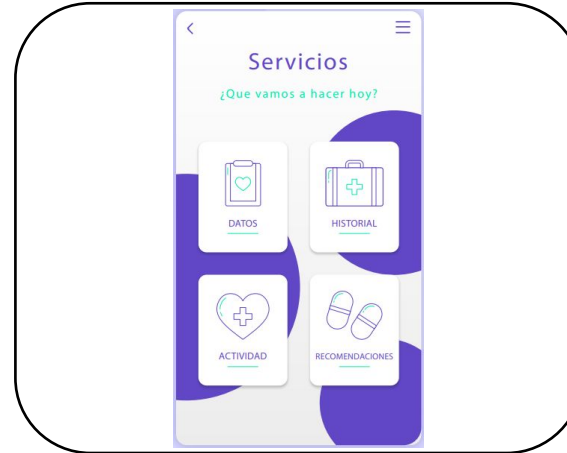 Servicios
¿Que vamos a hacer hoy?
DATOS
HISTORIAL
ACTIVIDAD
RECOMENDACIONES